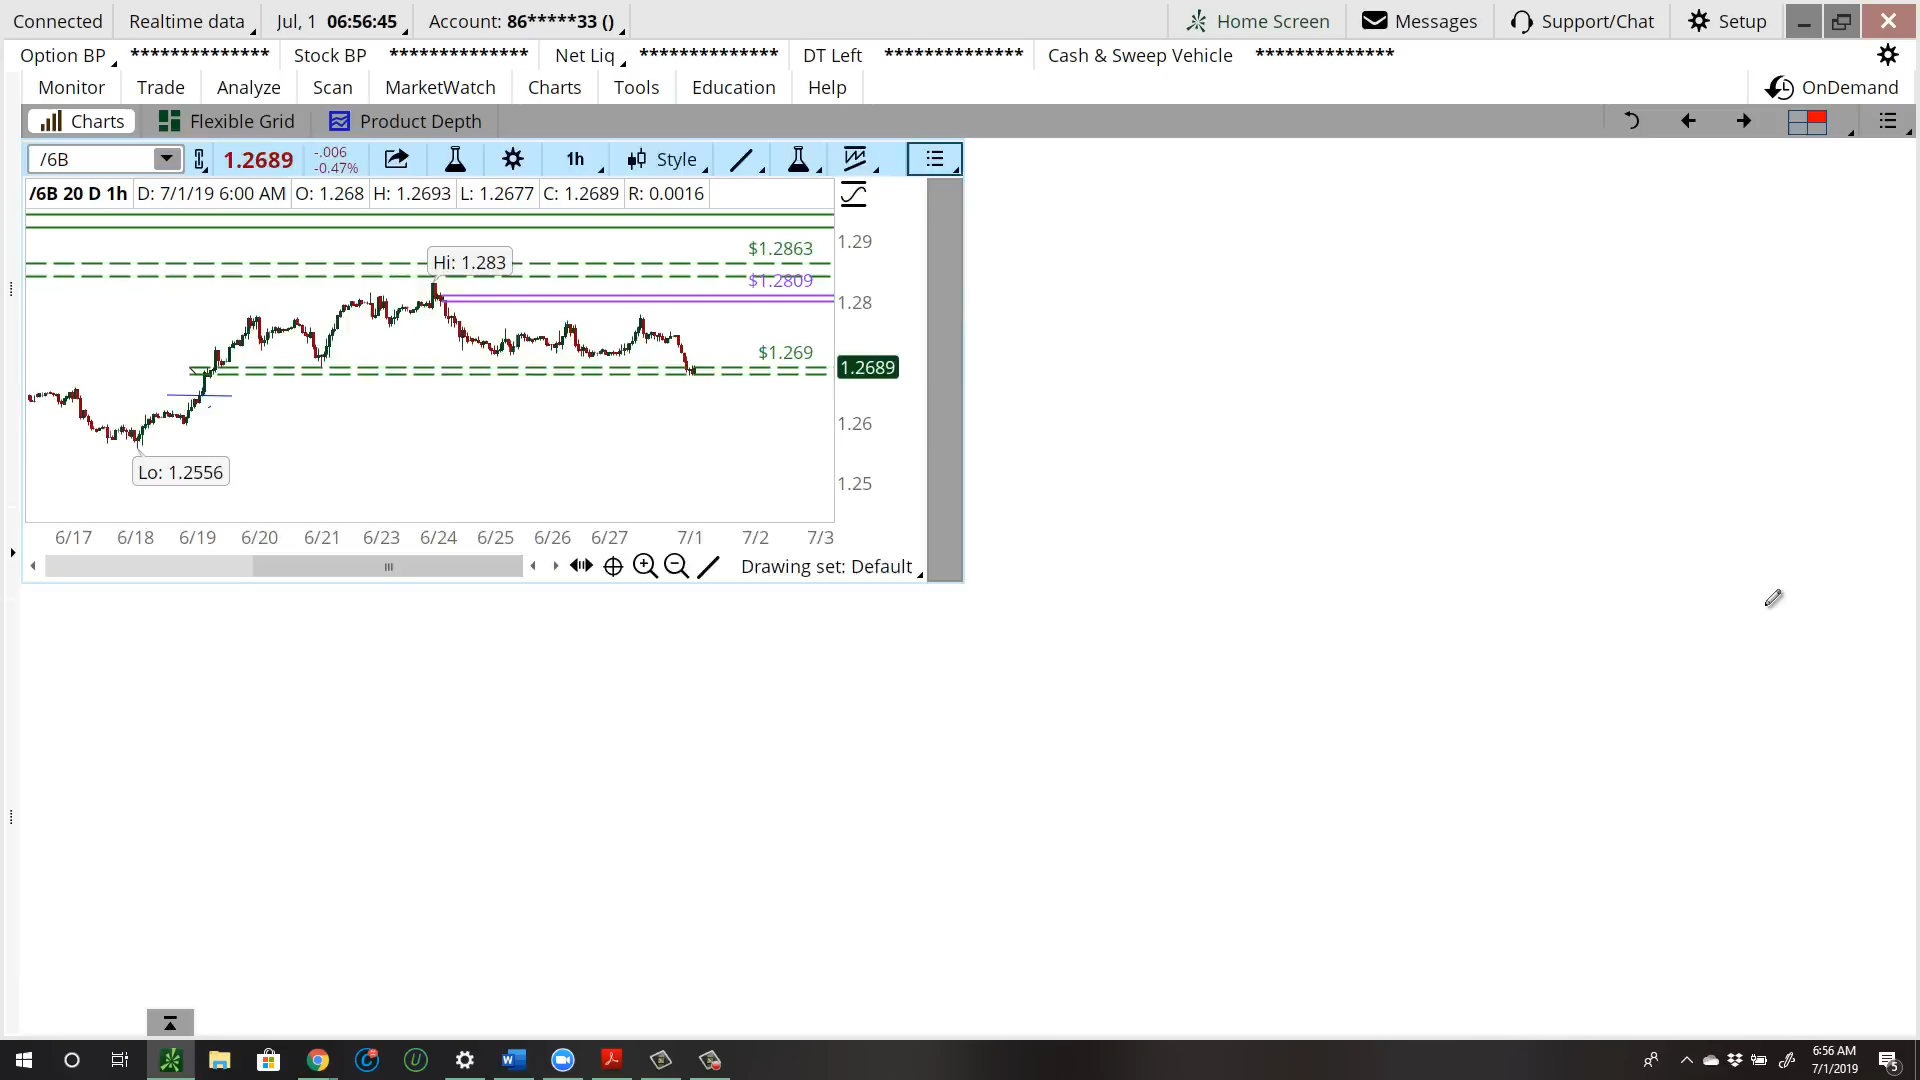 Connected Realtime data Jul, 1 06:56:45 Account: 86*****33 () Home Screen Messages Support/Chat Setup
Option BP ************** Stock BP ************** Net Liq ************** DT Left ************** Cash & Sweep Vehicle **************
Monitor Trade Analyze Scan MarketWatch Charts Tools Education Help OnDemand
Charts Flexible Grid Product Depth
/6B 1.2689 -.006 1h Style
-0.47%
/6B 20 D 1h D: 7/1/19 6:00 AM O: 1.268 H: 1.2693 L: 1.2677 C: 1.2689 R: 0.0016
$1.2863 1.29
Hi: 1.283
$1.2809
1.28
$1.269
1.2689
1.26
Lo: 1.2556
1.25
6/17 6/18 6/19 6/20 6/21 6/23 6/24 6/25 6/26 6/27 7/1 7/2 7/3
Drawing set: Default
6:56 AM
7/1/2019
5